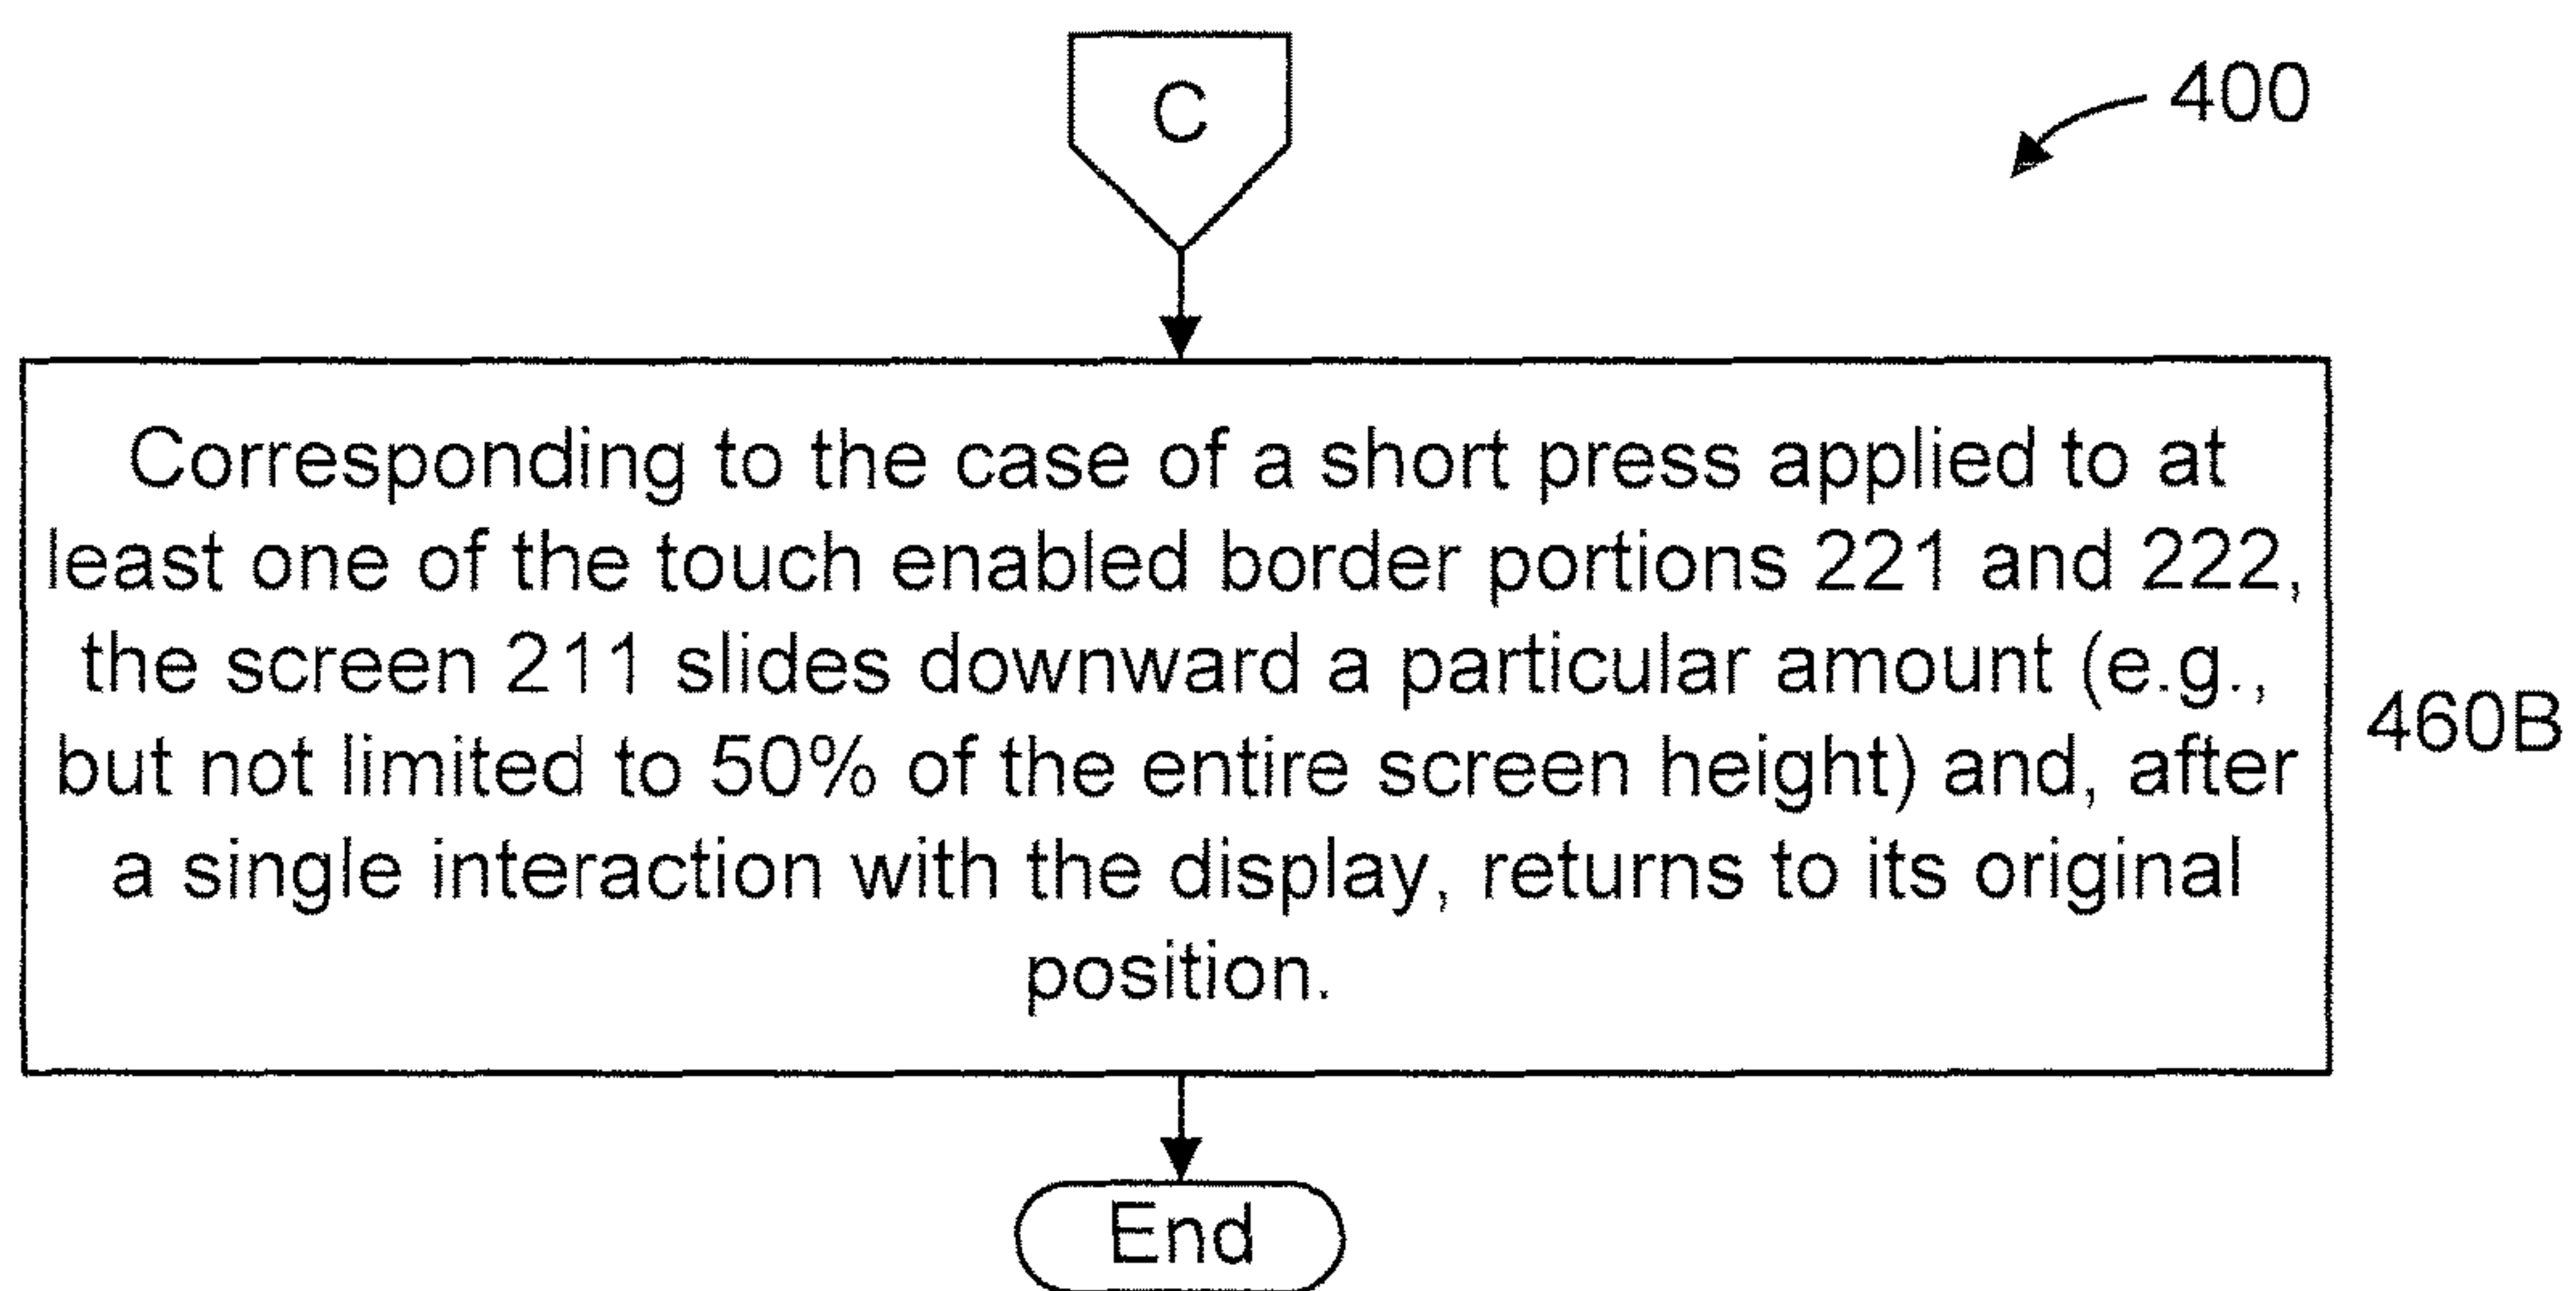 C
400
Corresponding to the case of a short press applied to at
least one of the touch enabled border portions 221 and 222,
the screen 211 slides downward a particular amount (e.g.,
but not limited to 50% of the entire screen height) and, after
a single interaction with the display, returns to its original
position.
460B
End